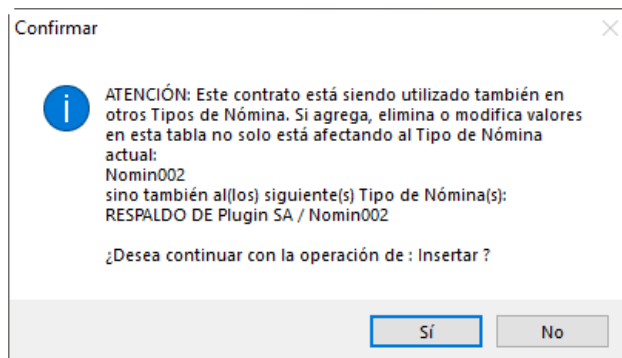 Confirmar
ATENCIÓN: Este contrato está siendo utilizado también en
otros Tipos de Nómina. Si agrega, elimina o modifica valores
en esta tabla no solo está afectando al Tipo de Nómina
actual:
Nomin002
sino también al(los) siguiente(s) Tipo de Nómina(s):
RESPALDO DE Plugin SA / Nomin002
¿Desea continuar con la operación de : Insertar ?
Sí
No